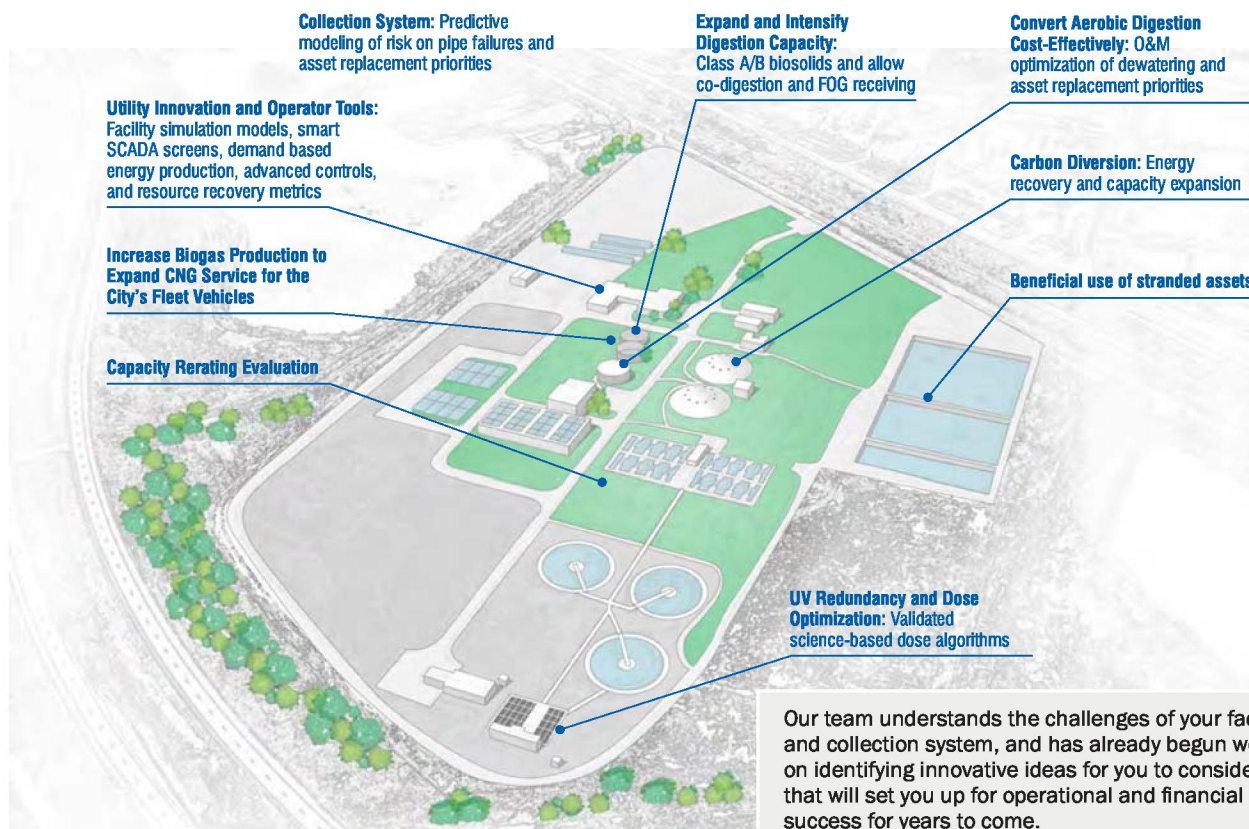 Collection System: Predictive
modeling of risk on pipe failures and
asset replacement priorities
Expand and Intensify
Digestion Capacity:
Class A/B biosolids and allow
co-digestion and FOG receiving
Convert Aerobic Digestion
Cost-Effectively: O&M
optimization of dewatering and
asset replacement priorities
Utility Innovation and Operator Tools:
Facility simulation models, smart
SCADA screens, demand based
energy production, advanced controls,
and resource recovery metrics
Carbon Diversion: Energy
recovery and capacity expansion
Increase Biogas Production to
Expand CNG Service for the
City's Fleet Vehicles
Beneficial use of stranded assets
Capacity Rerating Evaluation
UV Redundancy and Dose
Optimization: Validated
science-based dose algorithms
Our team understands the challenges of your
and collection system, and has already begun
on identifying innovative ideas for you to
that will set you up for operational and financial
success for years to come.